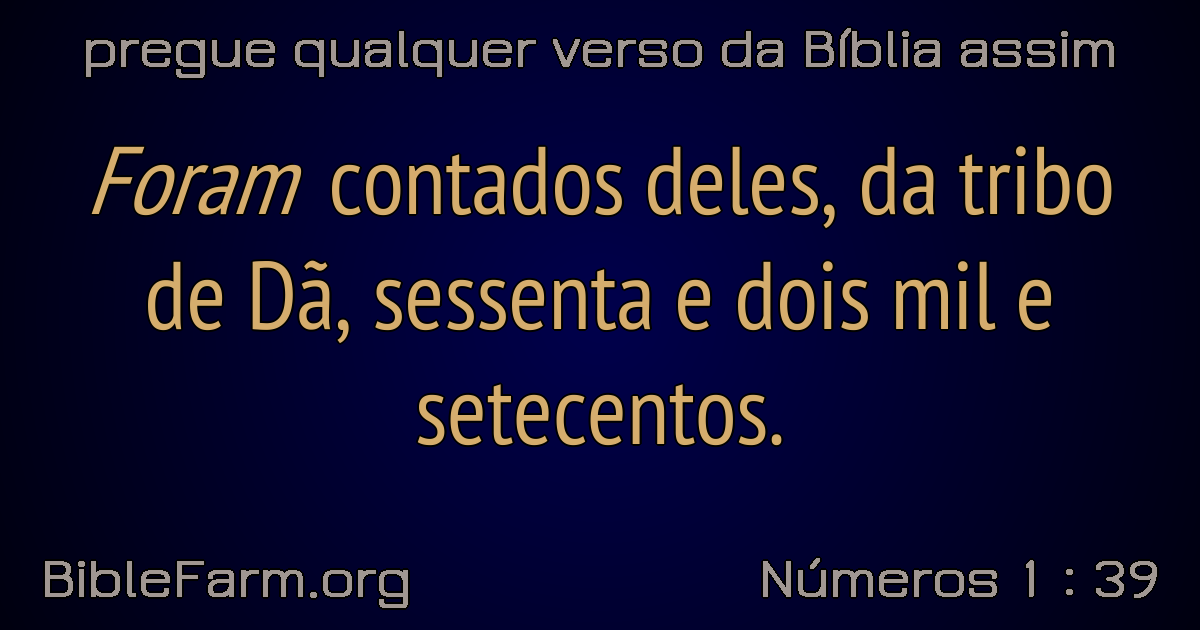 pregue qualquer verso da Bíblia assim
Foram contados deles, da tribo
de Dã, sessenta e dois mil e
setecentos.
BibleFarm.org
Números 1 : 39